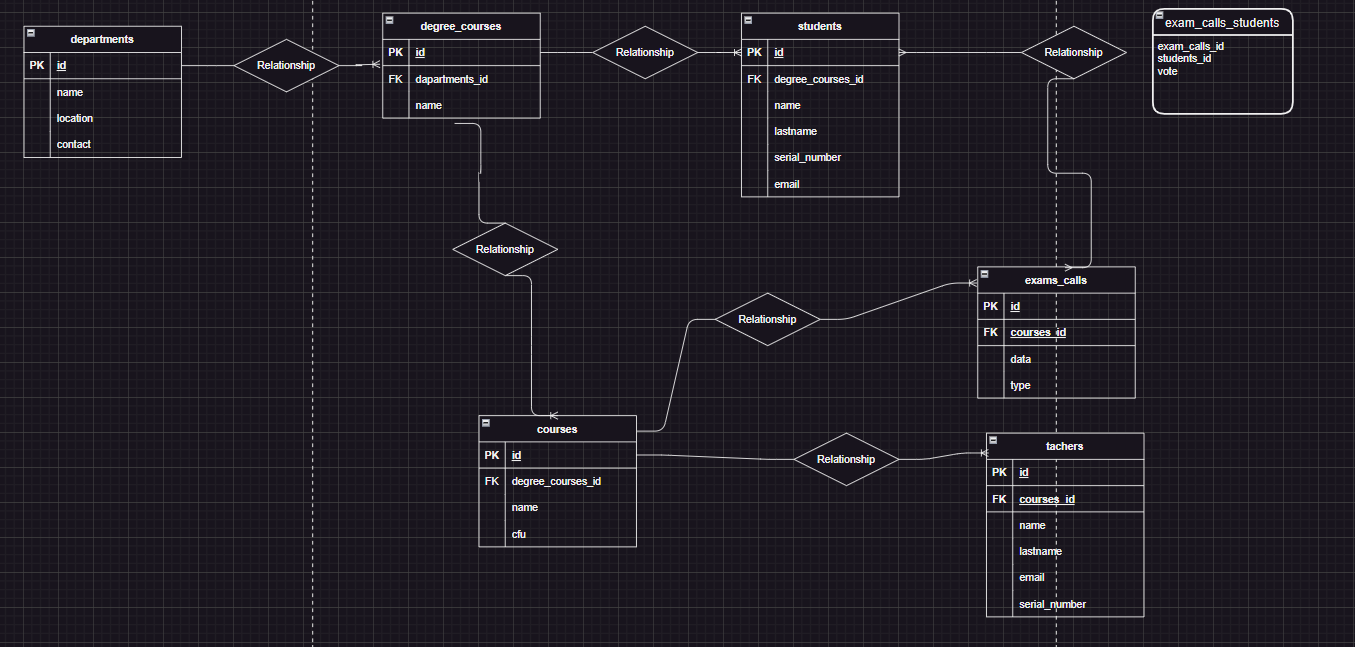 departments
PK id
name
location
contact
Relationship
degree_courses
PK id
FK dapartments_id
name
Relationship
students
PK id
FK degree_courses_id
name
lastname
serial_number
email
Relationship
exam_calls_students
exam_calls_id
students_id
vote
Relationship
Relationship
exams_calls
PK id
FK courses_id
data
type
courses
PK id
FK degree_courses_id
name
cfu
Relationship
tachers
PK id
FK courses_id
name
lastname
email
serial_number